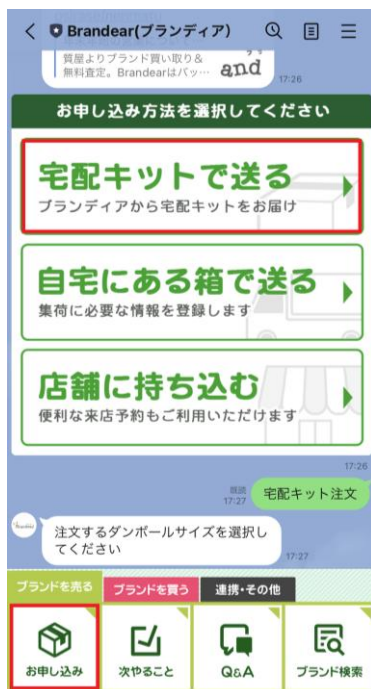 Brandear(ブランディア)
質屋よりブランド買い取り&
無料査定。Brandearはバッ…
and
17:26
お申し込み方法を選択してください
宅配キットで送る
ブランディアから宅配キットをお届け
自宅にある箱で送る
集荷に必要な情報を登録します
店舗に持ち込む
便利な来店予約もご利用いただけます
17:26
既読
17:27
宅配キット注文
注文するダンボールサイズを選択し
てください
17:27
ブランドを売る
ブランドを買う
連携・その他
お申し込み
次やること
Q&A
ブランド検索